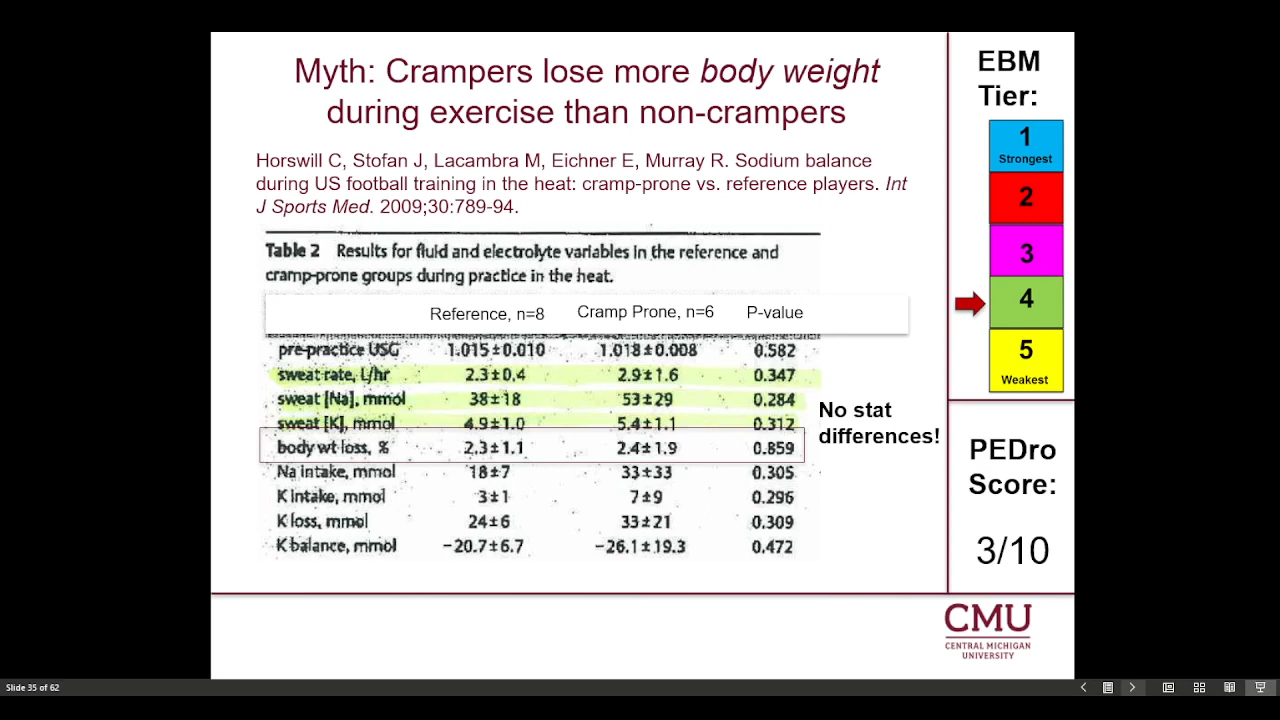 Myth: Crampers lose more body weight
during exercise than non-crampers
Horswill C, Stofan J, Lacambra M, Eichner E, Murray R. Sodium balance
during US football training in the heat: cramp-prone vs. reference players. Int
J Sports Med. 2009;30:789-94.
Table 2 Results for fluid and electrolyte variables in the reference and
cramp-prone groups during practice in the heat.
Reference, n=8 Cramp Prone, n=6 P-value
pre-practice USG 1.015±0.010 1.018±0.008 0.582
sweat rate, L/hr 2.3±0.4 2.9±1.6 0.347
sweat [Na], mmol 38±18 53±29 0.284
sweat [K], mmol 4.9±1.0 5.4±1.1 0.312
body wt loss, % 2.3±1.1 2.4±1.9 0.859
Na intake, mmol 18±7 33±33 0.305
K intake, mmol 3±1 7±9 0.296
K loss, mmol 24±6 33±21 0.309
K balance, mmol −20.7±6.7 −26.1±19.3 0.472
No stat
differences!
EBM
Tier:
1
Strongest
2
3
4
5
Weakest
PEDro
Score:
3/10
CMU
CENTRAL MICHIGAN
UNIVERSITY
Slide 35 of 62